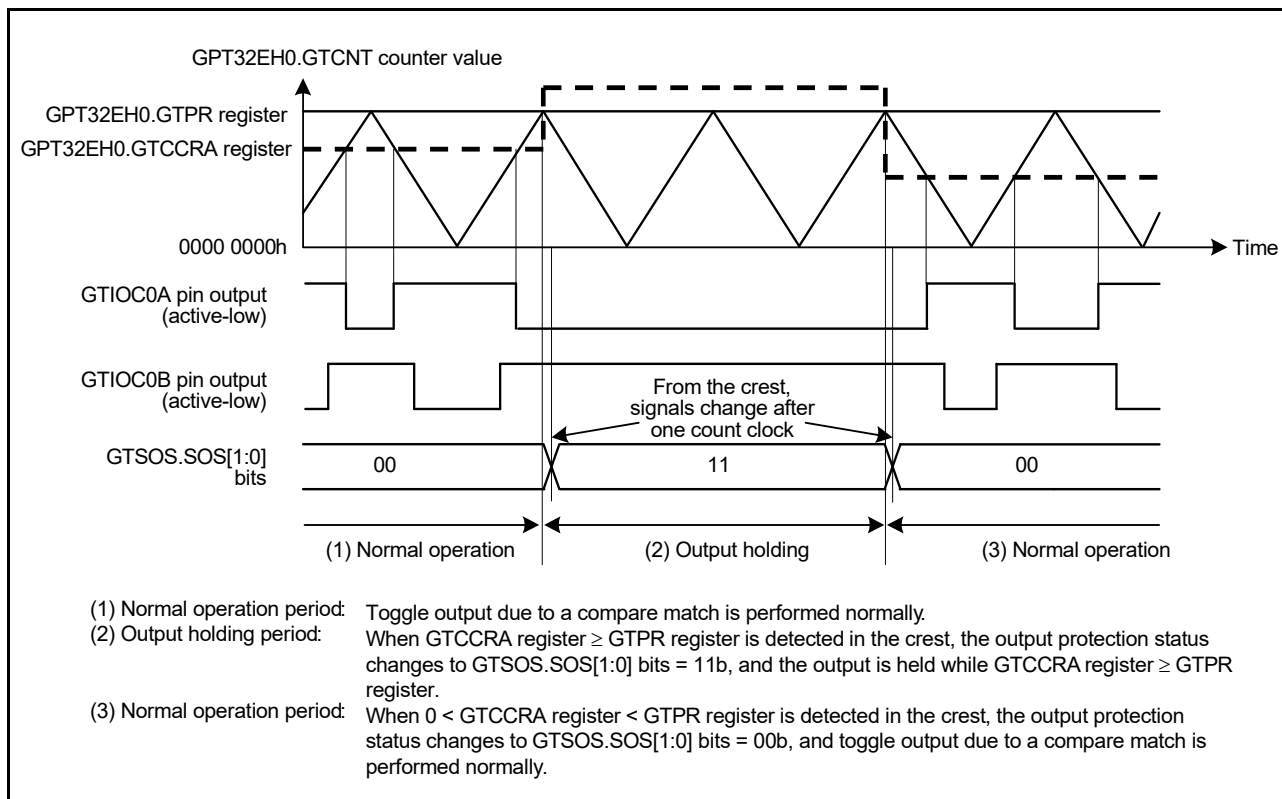 GPT32EH0.GTCNT counter value
GPT32EH0.GTPR register
GPT32EH0.GTCCRA register
0000 0000h
Time
GTIOC0A pin output
(active-low)
GTIOC0B pin output
(active-low)
From the crest,
signals change after
one count clock
GTSOS.SOS[1:0]
bits
00
11
00
(1) Normal operation
(2) Output holding
(3) Normal operation
(1) Normal operation period: Toggle output due to a compare match is performed normally.
(2) Output holding period: When GTCCRA register ≥ GTPR register is detected in the crest, the output protection status
changes to GTSOS.SOS[1:0] bits = 11b, and the output is held while GTCCRA register ≥ GTPR
register.
(3) Normal operation period: When 0 < GTCCRA register < GTPR register is detected in the crest, the output protection
status changes to GTSOS.SOS[1:0] bits = 00b, and toggle output due to a compare match is
performed normally.